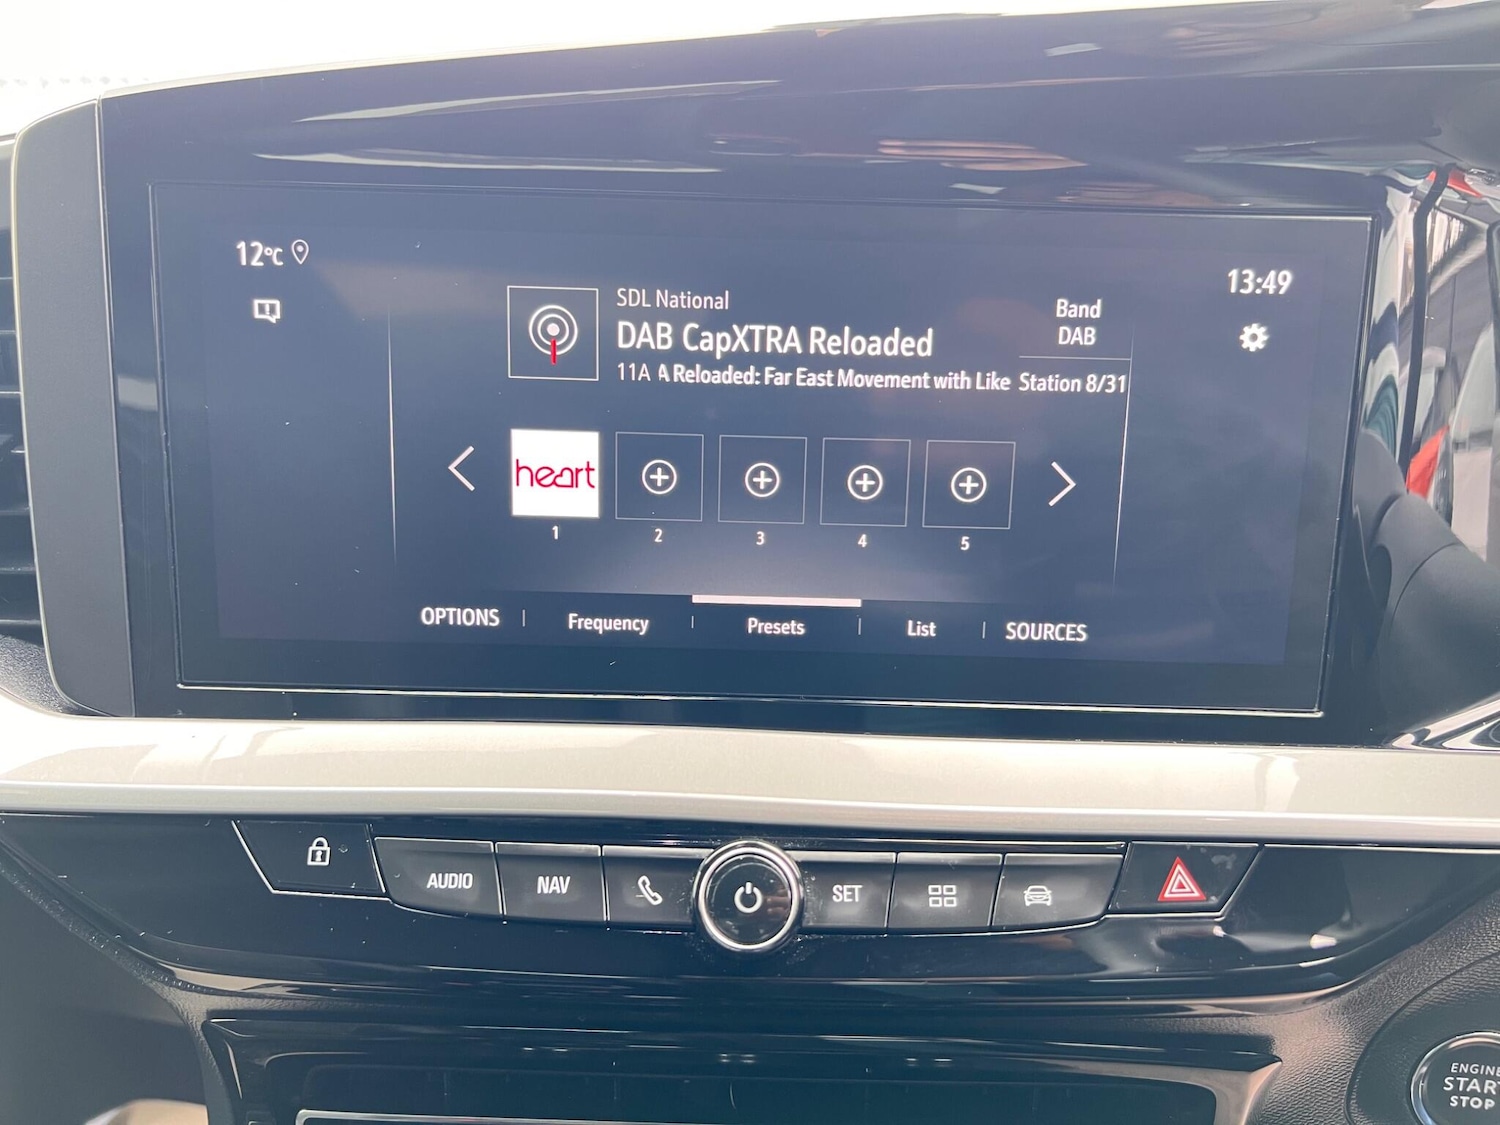 12°C
13:49
SDL National
DAB CapXTRA Reloaded
11A A Reloaded: Far East Movement with Like
Band
DAB
Station 8/31
heart
1
2
3
4
5
OPTIONS
Frequency
Presets
List
SOURCES
AUDIO
NAV
SET
ENGINE
START
STOP